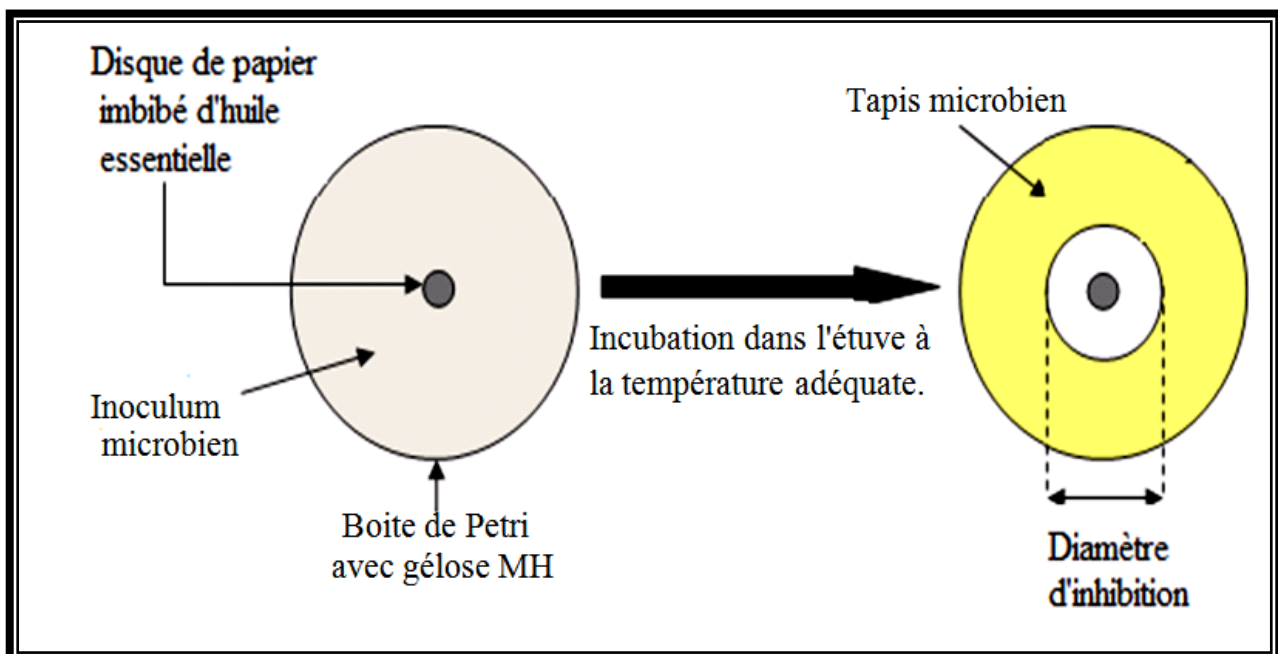 Disque de papier
imbibé d'huile
essentielle
Inoculum
microbien
Boite de Petri
avec gélose MH
Incubation dans l'étuve à
la température adéquate.
Tapis microbien
Diamètre
d'inhibition